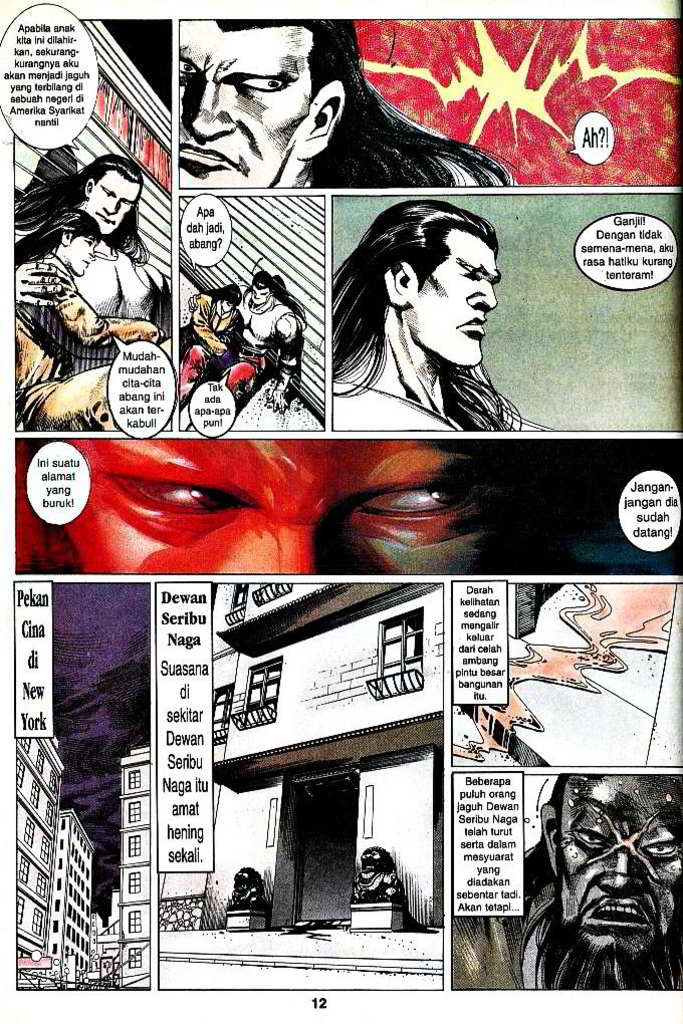 Apabila anak
kita ini dilahir-
kan, sekurang-
kurangnya aku
akan menjadi jaguh
yang terbilang di
sebuah negeri di
Amerika Syarikat
nanti!
Mudah-
mudahan
cita-cita
abang ini
akan ter-
kabul!
Ah?!
Apa
dah jadi,
abang?
Tak
ada
apa-apa
pun!
Ganjil!
Dengan tidak
semena-mena, aku
rasa hatiku kurang
tenteram!
Ini suatu
alamat
yang
buruk!
Jangan-
jangan dia
sudah
datang!
Pekan
Cina
di
New
York
Dewan
Seribu
Naga
Suasana
di
sekitar
Dewan
Seribu
Naga itu
amat
hening
sekali.
Darah
kelihatan
sedang
mengalir
keluar
dari celah
ambang
pintu besar
bangunan
itu.
Beberapa
puluh orang
jaguh Dewan
Seribu Naga
telah turut
serta dalam
mesyuarat
yang
diadakan
sebentar tadi.
Akan tetapi...
12